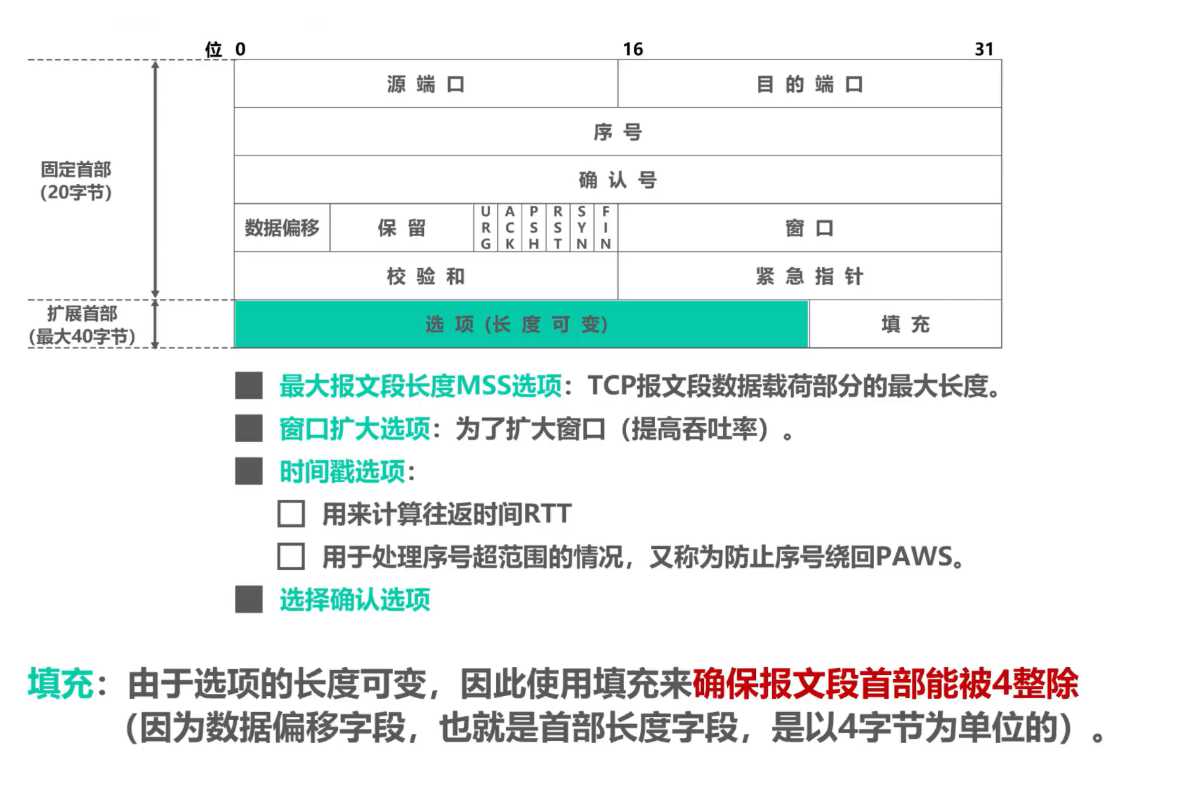 位 0 16 31
源端口 目的端口
序号
固定首部
(20字节)
确认号
数据偏移 保留 URG ACK PSH RST SYN FIN 窗口
校验和 紧急指针
扩展首部
(最大40字节)
选项(长度可变) 填充
最大报文段长度MSS选项：TCP报文段数据载荷部分的最大长度。
窗口扩大选项：为了扩大窗口（提高吞吐率）。
时间戳选项：
用来计算往返时间RTT
用于处理序号超范围的情况，又称为防止序号绕回PAWS。
选择确认选项
填充：由于选项的长度可变，因此使用填充来确保报文段首部能被4整除
（因为数据偏移字段，也就是首部长度字段，是以4字节为单位的）。